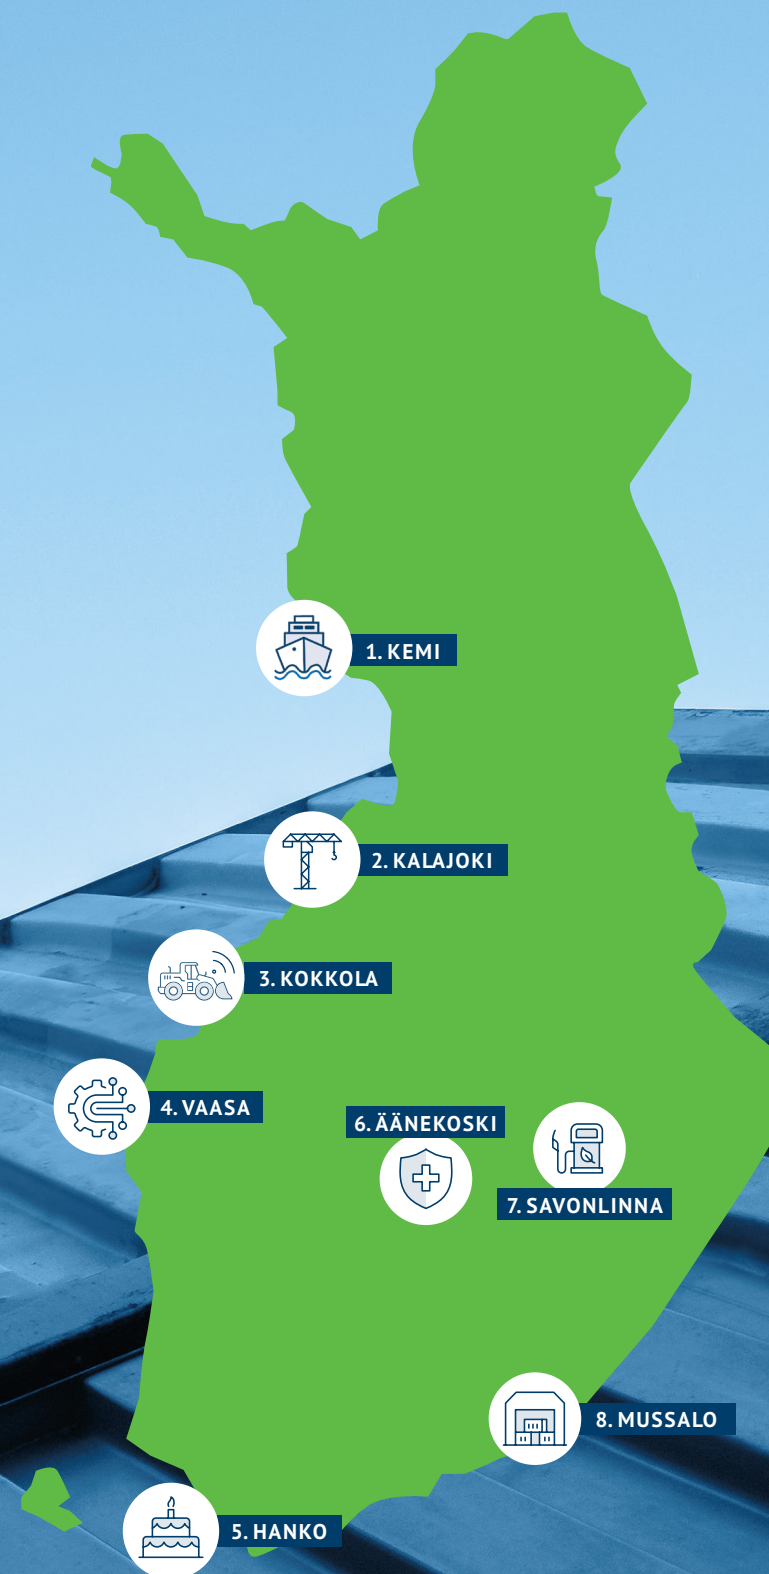 1. KEMI
2. KALAJOKI
3. KOKKOLA
4. VAASA
6. ÄÄNEKOSKI
7. SAVONLINNA
8. MUSSALO
5. HANKO